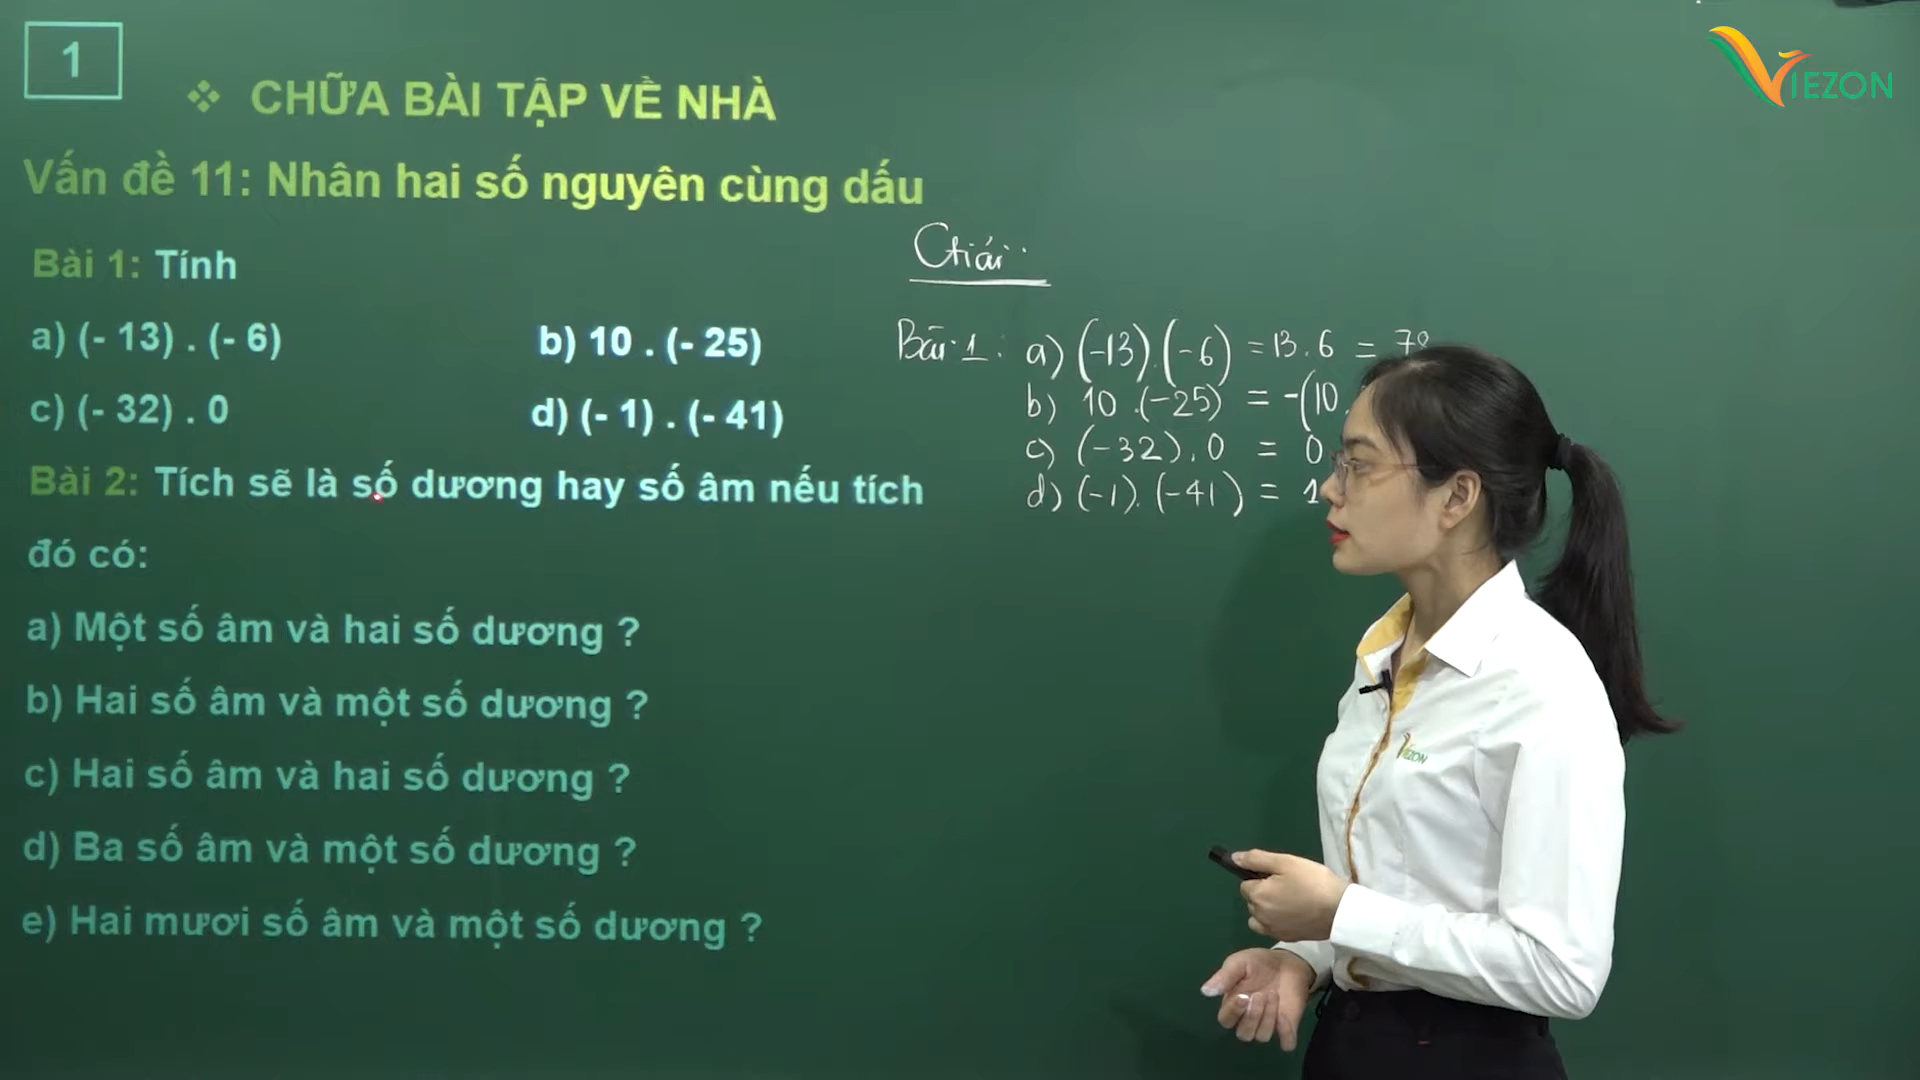 1
VIEZON
❖ CHỮA BÀI TẬP VỀ NHÀ
Vấn đề 11: Nhân hai số nguyên cùng dấu
Bài 1: Tính
a) (- 13) . (- 6)
b) 10 . (- 25)
c) (- 32) . 0
d) (- 1) . (- 41)
Bài 2: Tích sẽ là số dương hay số âm nếu tích
đó có:
a) Một số âm và hai số dương ?
b) Hai số âm và một số dương ?
c) Hai số âm và hai số dương ?
d) Ba số âm và một số dương ?
e) Hai mươi số âm và một số dương ?
Giải:
Bài 1: a) (-13).(-6) = 13.6 = 78
b) 10 .(-25) = -(10.
c) (-32).0 = 0
d) (-1).(-41) = 1
VIEZON